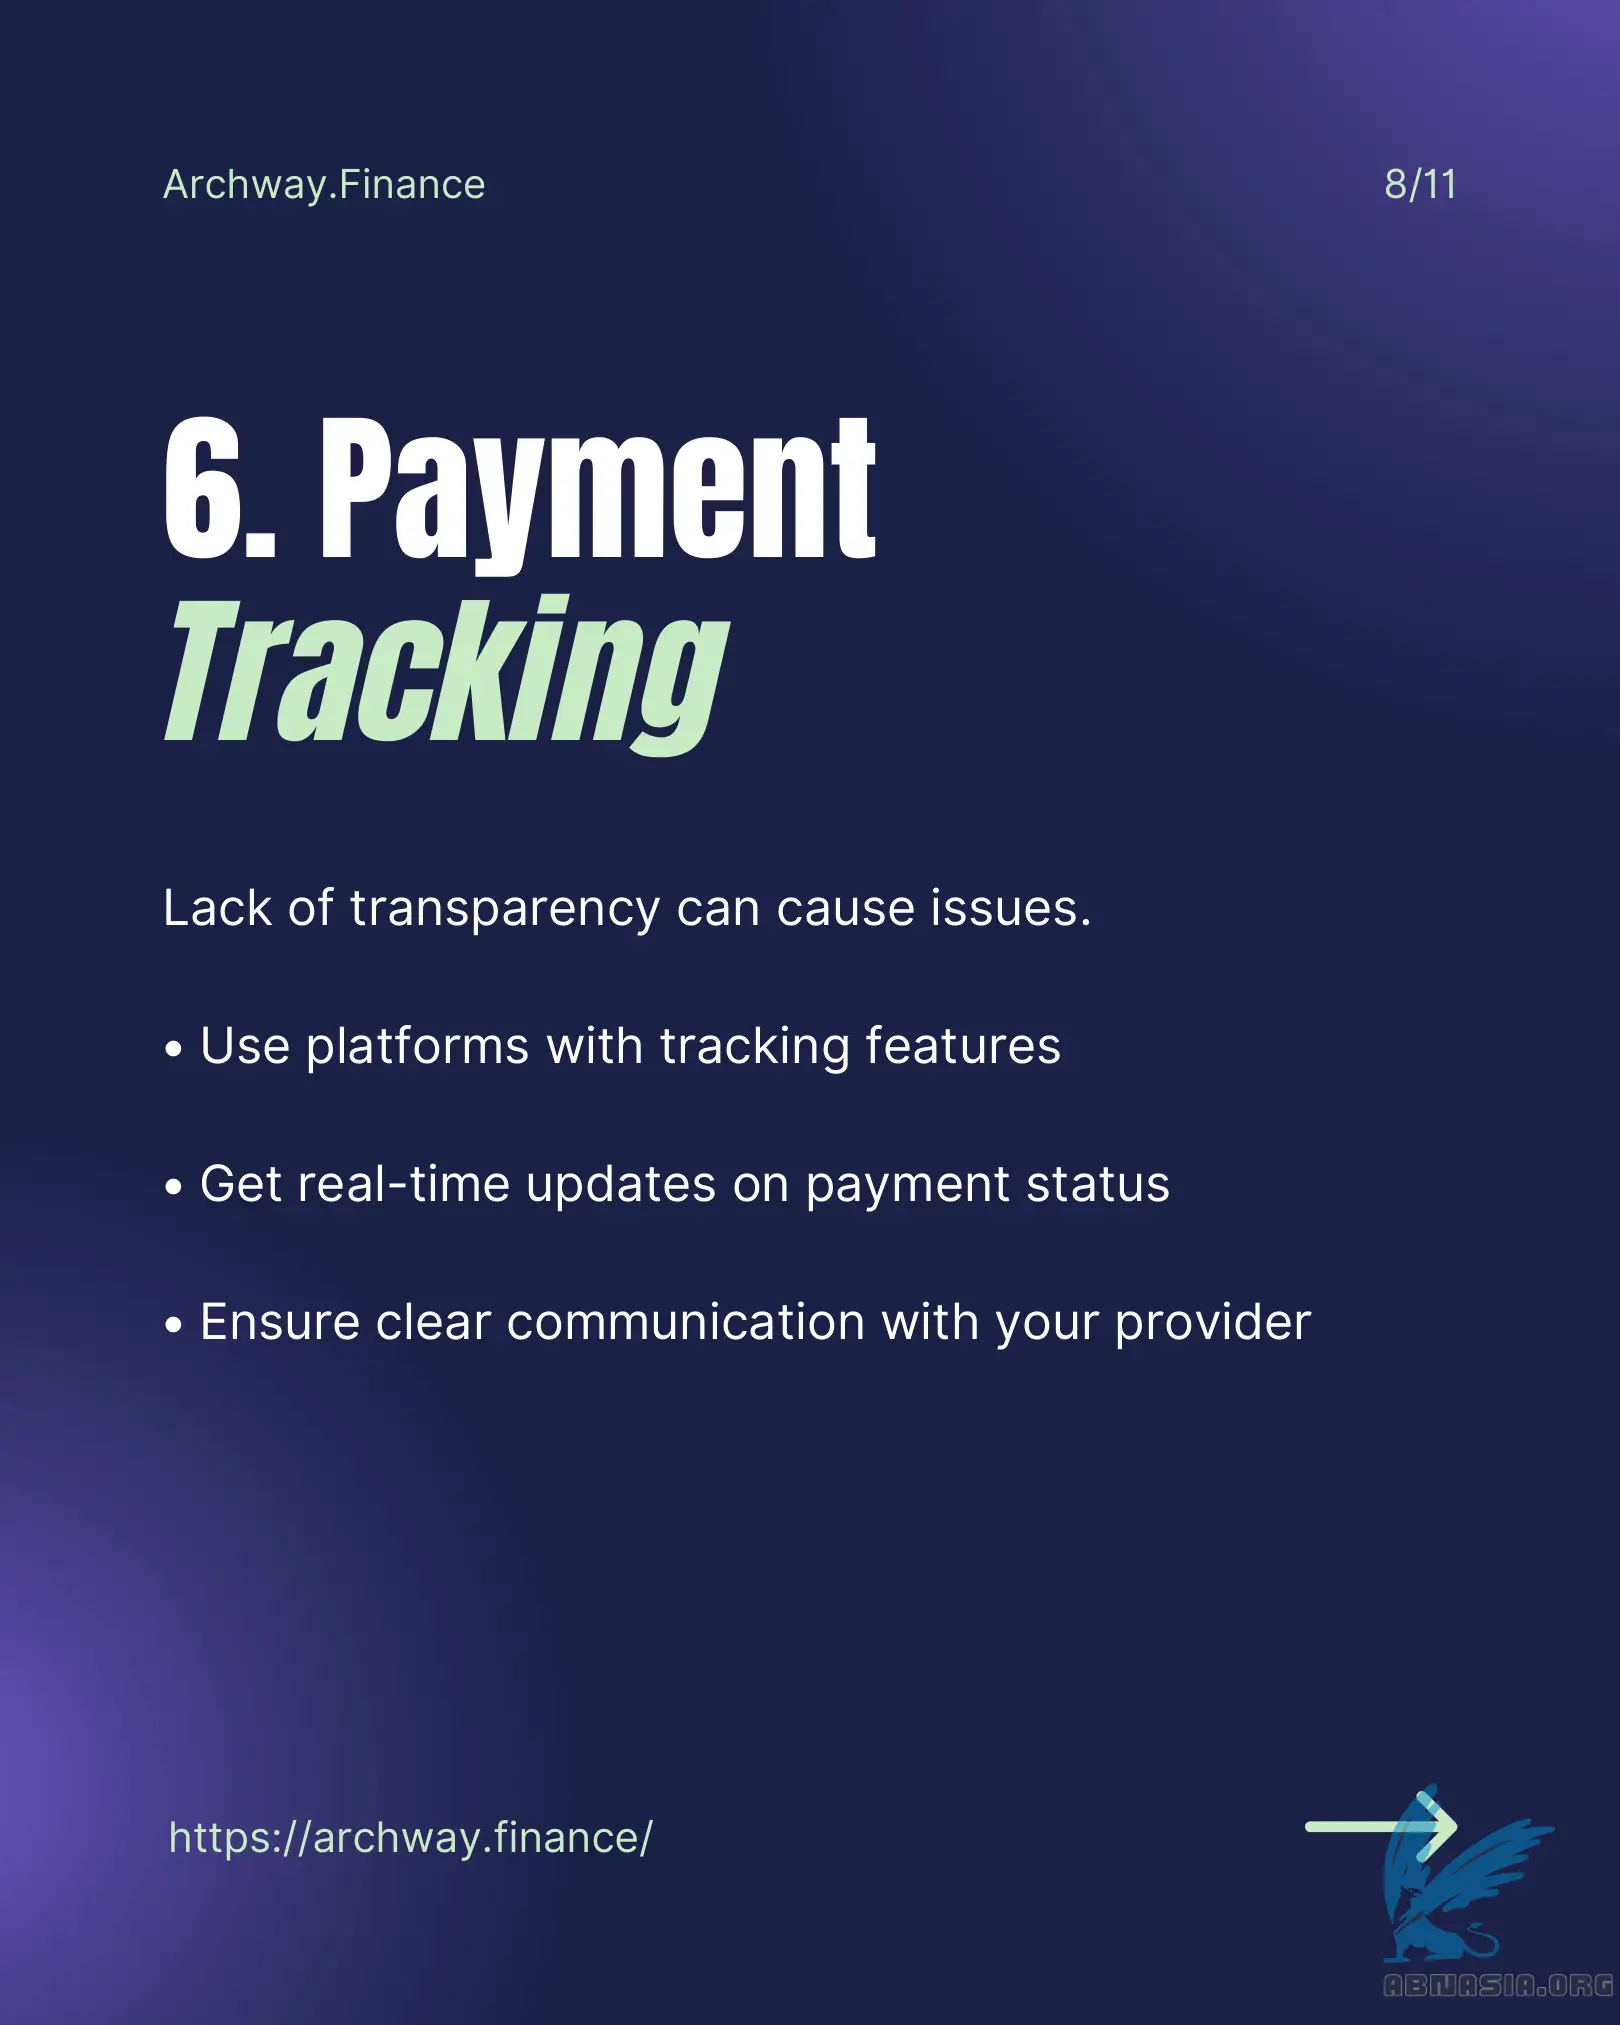 Archway.Finance
8/11
6. Payment
Tracking
Lack of transparency can cause issues.
• Use platforms with tracking features
• Get real-time updates on payment status
• Ensure clear communication with your provider
https://archway.finance/
ABNASIA.ORG